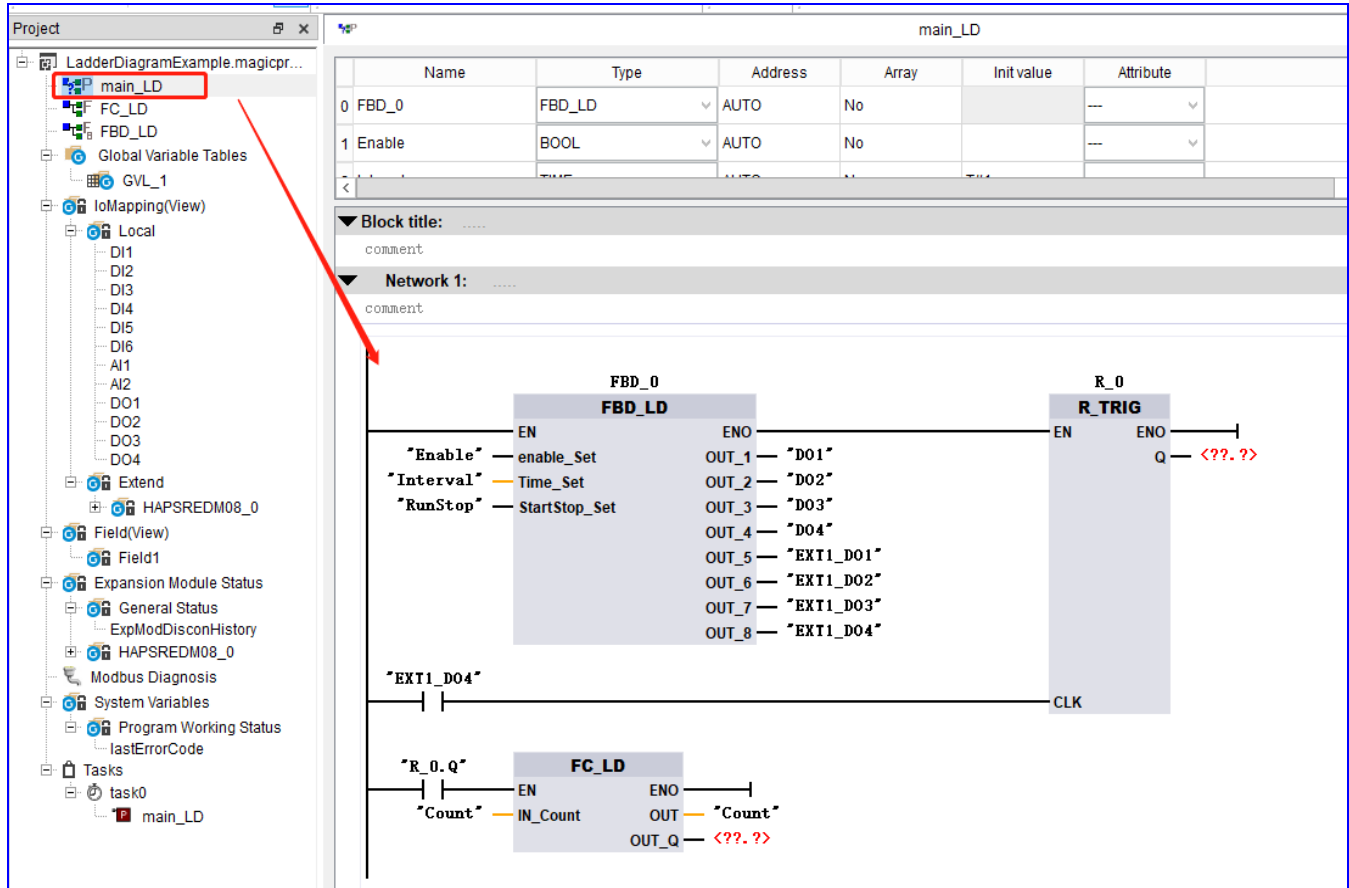 Project
LadderDiagramExample.magicpr...
main_LD
FC_LD
FBD_LD
Global Variable Tables
GVL_1
IoMapping(View)
Local
DI1
DI2
DI3
DI4
DI5
DI6
AI1
AI2
DO1
DO2
DO3
DO4
Extend
HAPSREDM08_0
Field(View)
Field1
Expansion Module Status
General Status
ExpModDisconHistory
HAPSREDM08_0
Modbus Diagnosis
System Variables
Program Working Status
lastErrorCode
Tasks
task0
main_LD
main_LD
Name Type Address Array Init value Attribute
0 FBD_0 FBD_LD AUTO No ---
1 Enable BOOL AUTO No ---
Block title: .....
comment
Network 1: .....
comment
FBD_0 R_0
FBD_LD R_TRIG
EN ENO EN ENO
"Enable" enable_Set OUT_1 "DO1" Q <??.?>
"Interval" Time_Set OUT_2 "DO2"
"RunStop" StartStop_Set OUT_3 "DO3"
OUT_4 "DO4"
OUT_5 "EXT1_DO1"
OUT_6 "EXT1_DO2"
OUT_7 "EXT1_DO3"
OUT_8 "EXT1_DO4"
"EXT1_DO4"
CLK
"R_0.Q" FC_LD
EN ENO
"Count" IN_Count OUT "Count"
OUT_Q <??.?>